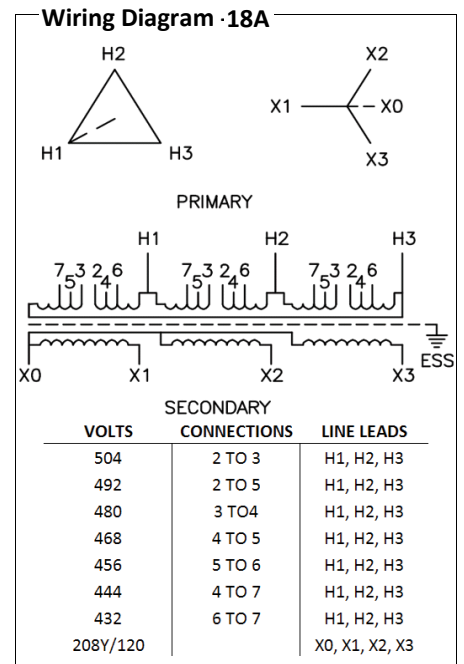 Wiring Diagram ·18A
H2
H1
H3
X2
X1
X0
X3
PRIMARY
H1 H2 H3
7 5 3 2 4 6 7 5 3 2 4 6 7 5 3 2 4 6
ESS
X0 X1 X2 X3
SECONDARY
VOLTS CONNECTIONS LINE LEADS
504 2 TO 3 H1, H2, H3
492 2 TO 5 H1, H2, H3
480 3 TO4 H1, H2, H3
468 4 TO 5 H1, H2, H3
456 5 TO 6 H1, H2, H3
444 4 TO 7 H1, H2, H3
432 6 TO 7 H1, H2, H3
208Y/120 X0, X1, X2, X3